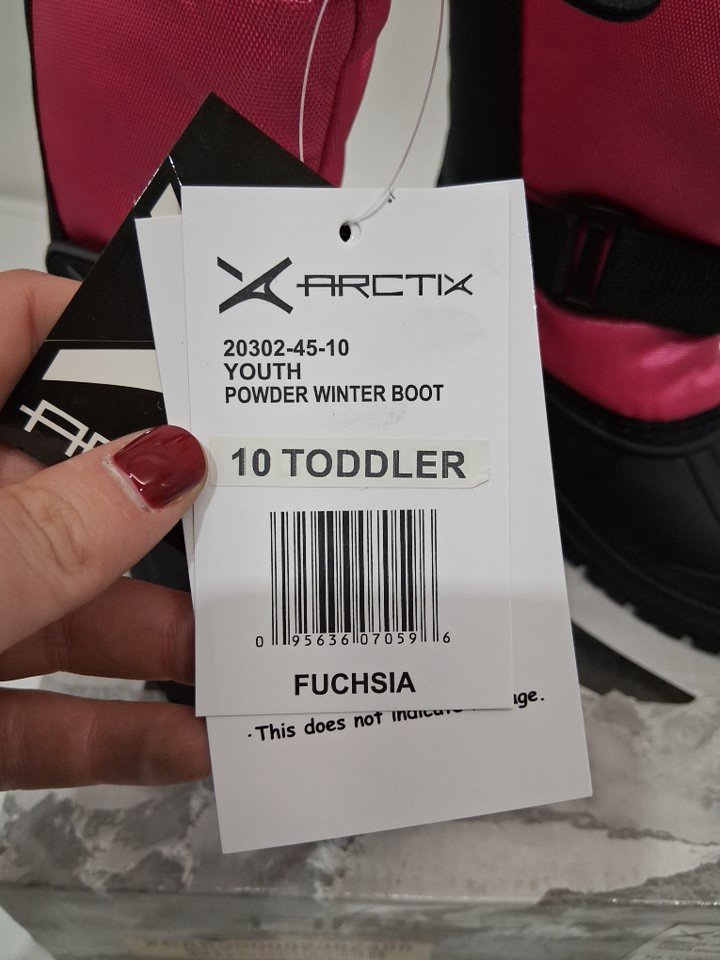 ARCTIX
20302-45-10
YOUTH
POWDER WINTER BOOT
10 TODDLER
0 95636 07059 6
FUCHSIA
·This does not